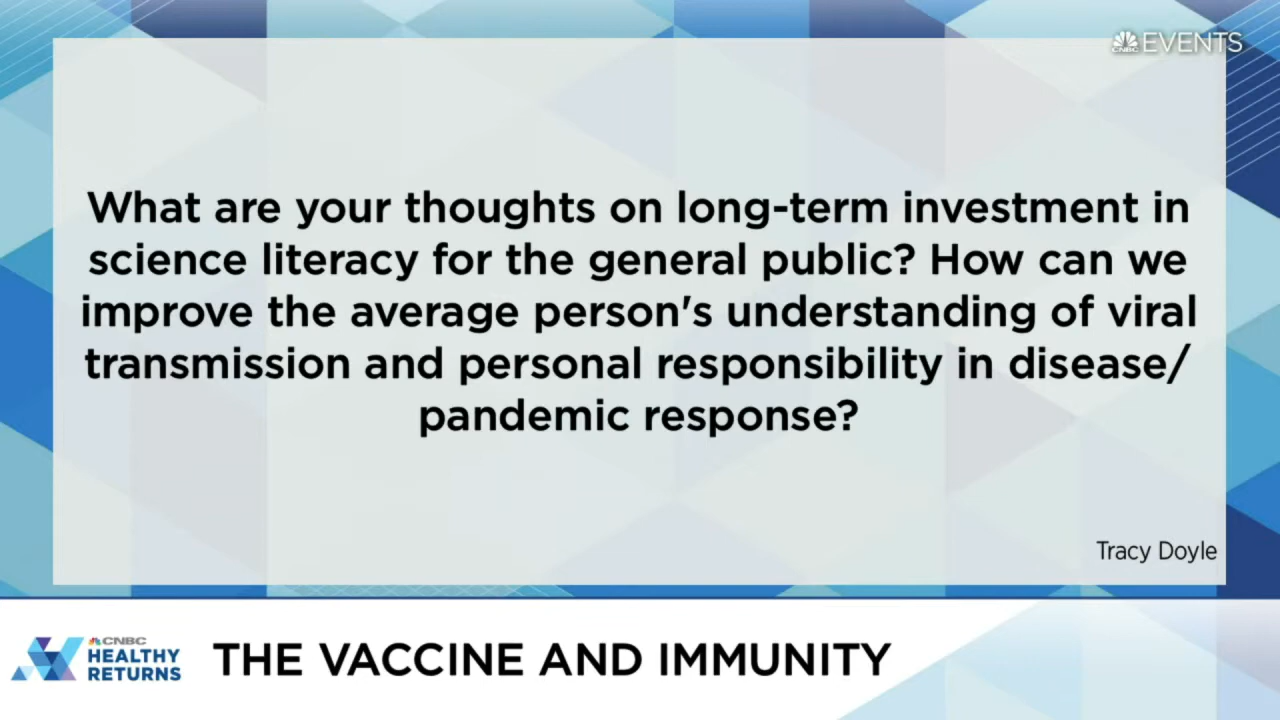 CNBC EVENTS
What are your thoughts on long-term investment in
science literacy for the general public? How can we
improve the average person's understanding of viral
transmission and personal responsibility in disease/
pandemic response?
Tracy Doyle
CNBC
HEALTHY
RETURNS
THE VACCINE AND IMMUNITY